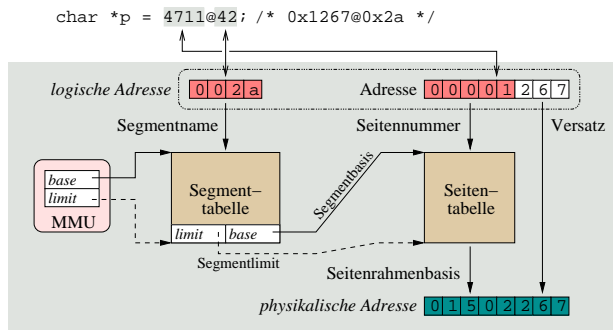 char *p = 4711@42; /* 0x1267@0x2a */
logische Adresse 0 0 2 a Adresse 0 0 0 0 1 2 6 7
Segmentname Seitennummer Versatz
base
limit
MMU
Segment–
tabelle
limit base
Segmentbasis
Segmentlimit
Seiten–
tabelle
Seitenrahmenbasis
physikalische Adresse 0 1 5 0 2 2 6 7